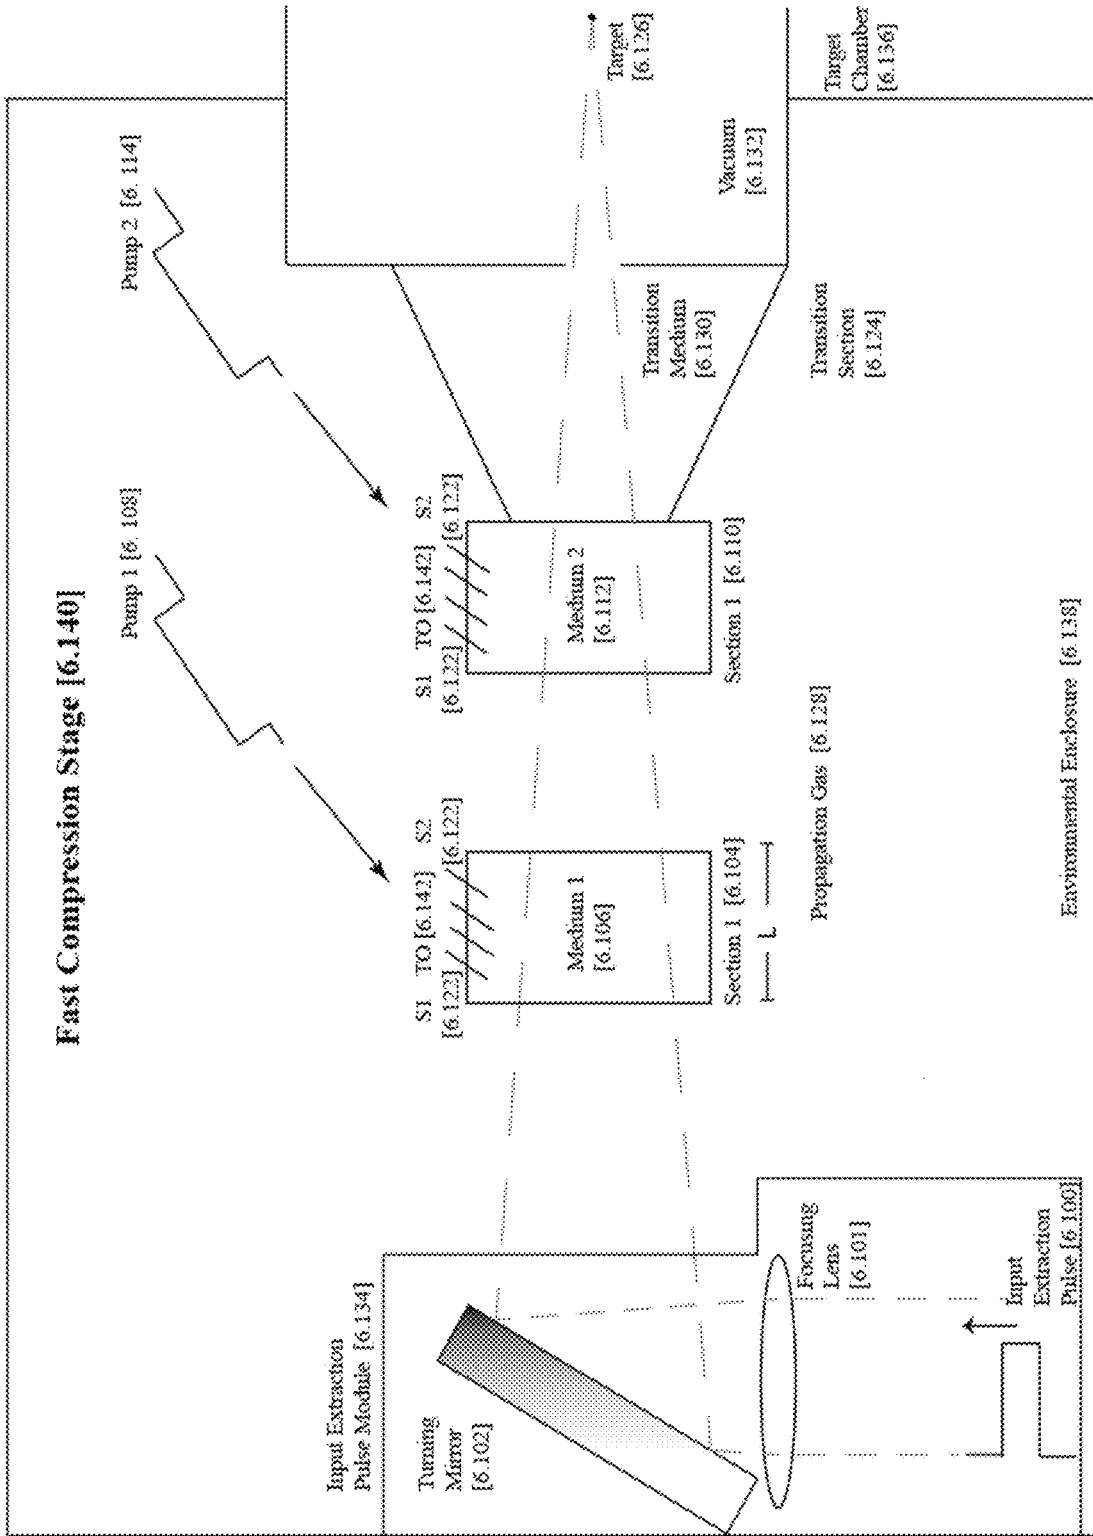 Fast Compression Stage [6.140]
Pump 1 [6. 108]
Pump 2 [6. 114]
Input Extraction
Pulse Module [6.134]
Turning
Mirror
[6.102]
S1 TO [6.142] S2
[6.122]
[6.122]
Medium 1
[6.106]
Section 1 [6.104]
L
S1 TO [6.142] S2
[6.122]
[6.122]
Medium 2
[6.112]
Section 1 [6.110]
Transition
Medium
[6.130]
Transition
Section
[6.124]
Target
[6.126]
Vacuum
[6.132]
Target
Chamber
[6.136]
Propagation Gas [6.128]
Focusing
Lens
[6.101]
Input
Extraction
Pulse [6 100]
Environmental Enclosure [6.138]